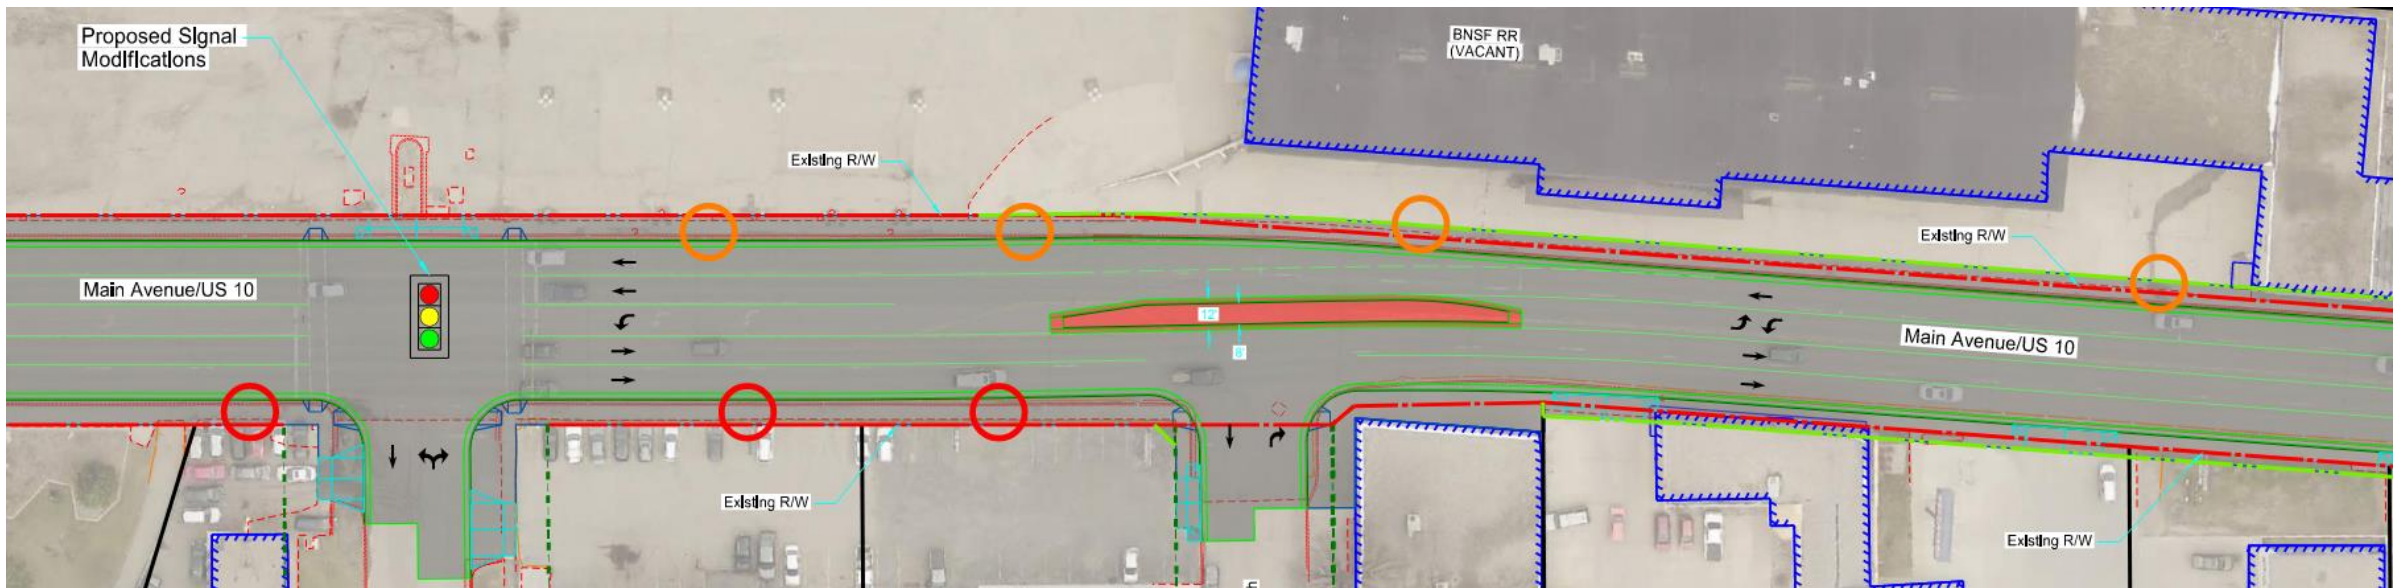 Proposed Signal
Modifications
BNSF RR
(VACANT)
Existing R/W
Existing R/W
Main Avenue/US 10
12'
8'
Main Avenue/US 10
Existing R/W
Existing R/W